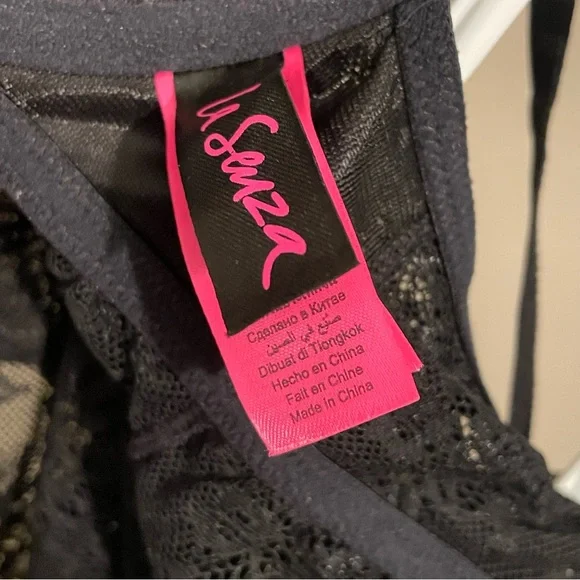 la Senza
Сделано в Китае
صنع في الصين
Dibuat di Tiongkok
Hecho en China
Fait en Chine
Made in China